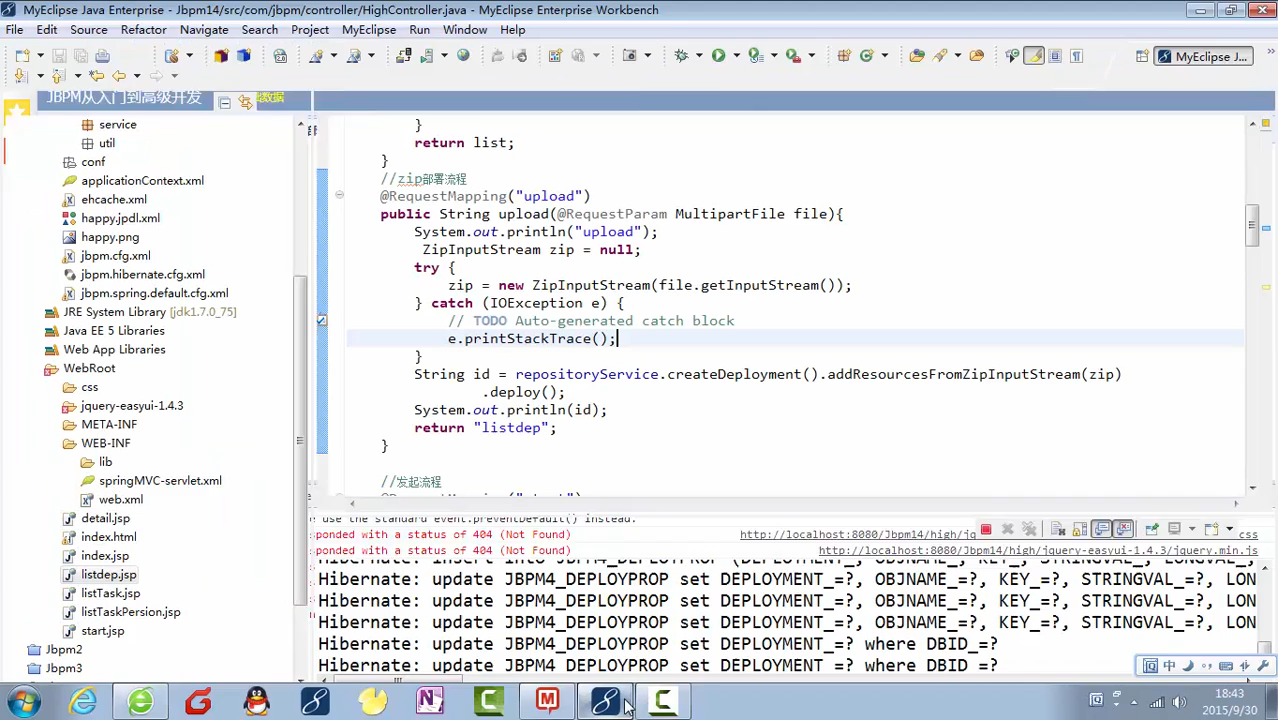 MyEclipse Java Enterprise - Jbpm14/src/com/jbpm/controller/HighController.java - MyEclipse Enterprise Workbench
File Edit Source Refactor Navigate Search Project MyEclipse Run Window Help
MyEclipse J...
JBPM从入门到高级开发
service
util
conf
applicationContext.xml
ehcache.xml
happy.jpdl.xml
happy.png
jbpm.cfg.xml
jbpm.hibernate.cfg.xml
jbpm.spring.default.cfg.xml
JRE System Library [jdk1.7.0_75]
Java EE 5 Libraries
Web App Libraries
WebRoot
css
jquery-easyui-1.4.3
META-INF
WEB-INF
lib
springMVC-servlet.xml
web.xml
detail.jsp
index.html
index.jsp
listdep.jsp
listTask.jsp
listTaskPersion.jsp
start.jsp
Jbpm2
Jbpm3
}
return list;
}
//zip部署流程
@RequestMapping("upload")
public String upload(@RequestParam MultipartFile file){
System.out.println("upload");
ZipInputStream zip = null;
try {
zip = new ZipInputStream(file.getInputStream());
} catch (IOException e) {
// TODO Auto-generated catch block
e.printStackTrace();
}
String id = repositoryService.createDeployment().addResourcesFromZipInputStream(zip)
.deploy();
System.out.println(id);
return "listdep";
}
//发起流程
use the standard event.preventDefault() instead.
ponded with a status of 404 (Not Found) http://localhost:8080/Jbpm14/high/jq css
ponded with a status of 404 (Not Found) http://localhost:8080/Jbpm14/high/jquery-easyui-1.4.3/jquery.min.js
Hibernate: update JBPM4_DEPLOYPROP set DEPLOYMENT_=?, OBJNAME_=?, KEY_=?, STRINGVAL_=?, LON
Hibernate: update JBPM4_DEPLOYPROP set DEPLOYMENT_=?, OBJNAME_=?, KEY_=?, STRINGVAL_=?, LON
Hibernate: update JBPM4_DEPLOYPROP set DEPLOYMENT_=?, OBJNAME_=?, KEY_=?, STRINGVAL_=?, LON
Hibernate: update JBPM4_DEPLOYPROP set DEPLOYMENT_=? where DBID_=?
Hibernate: update JBPM4_DEPLOYPROP set DEPLOYMENT_=? where DBID_=?
中
18:43
2015/9/30